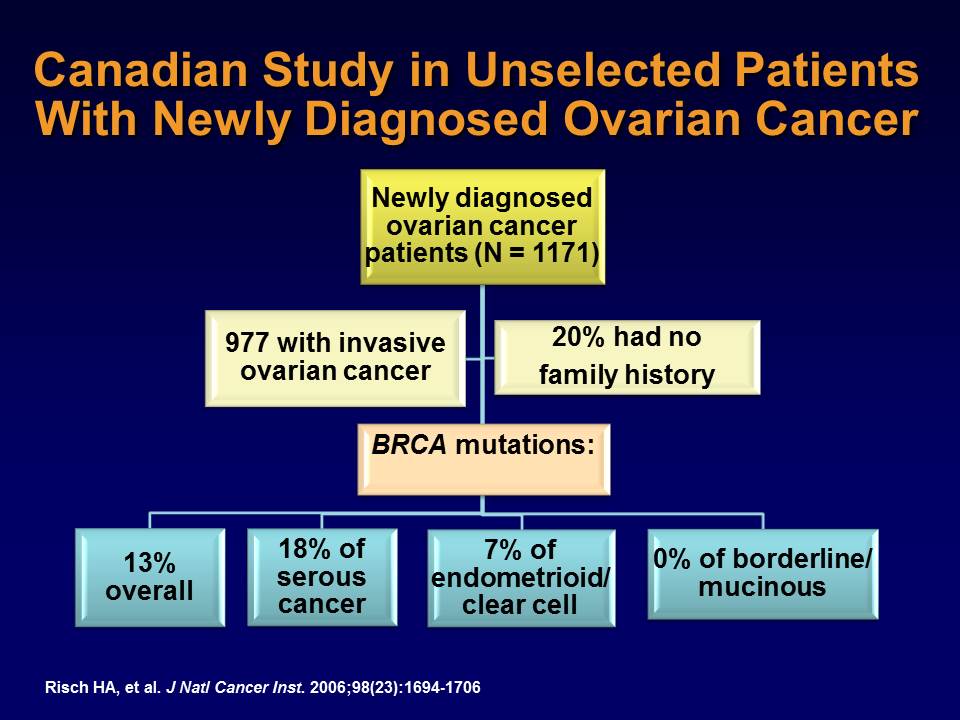 Canadian Study in Unselected Patients
With Newly Diagnosed Ovarian Cancer
Newly diagnosed
ovarian cancer
patients (N = 1171)
977 with invasive
ovarian cancer
20% had no
family history
BRCA mutations:
13%
overall
18% of
serous
cancer
7% of
endometrioid/
clear cell
0% of borderline/
mucinous
Risch HA, et al. J Natl Cancer Inst. 2006;98(23):1694-1706